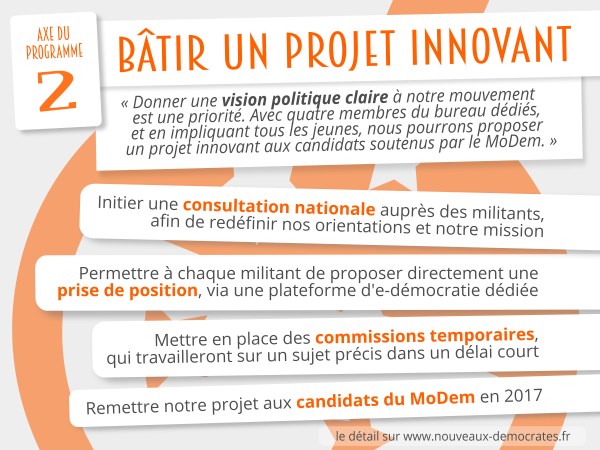 AXE DU
PROGRAMME
2
BÂTIR UN PROJET INNOVANT
« Donner une vision politique claire à notre mouvement
est une priorité. Avec quatre membres du bureau dédiés,
et en impliquant tous les jeunes, nous pourrons proposer
un projet innovant aux candidats soutenus par le MoDem. »
Initier une consultation nationale auprès des militants,
afin de redéfinir nos orientations et notre mission
Permettre à chaque militant de proposer directement une
prise de position, via une plateforme d'e-démocratie dédiée
Mettre en place des commissions temporaires,
qui travailleront sur un sujet précis dans un délai court
Remettre notre projet aux candidats du MoDem en 2017
le détail sur www.nouveaux-democrates.fr